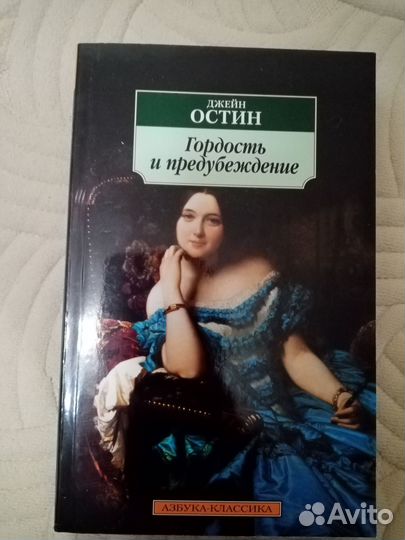 ДЖЕЙН
ОСТИН
Гордость
и предубеждение
АЗБУКА-КЛАССИКА
Avito